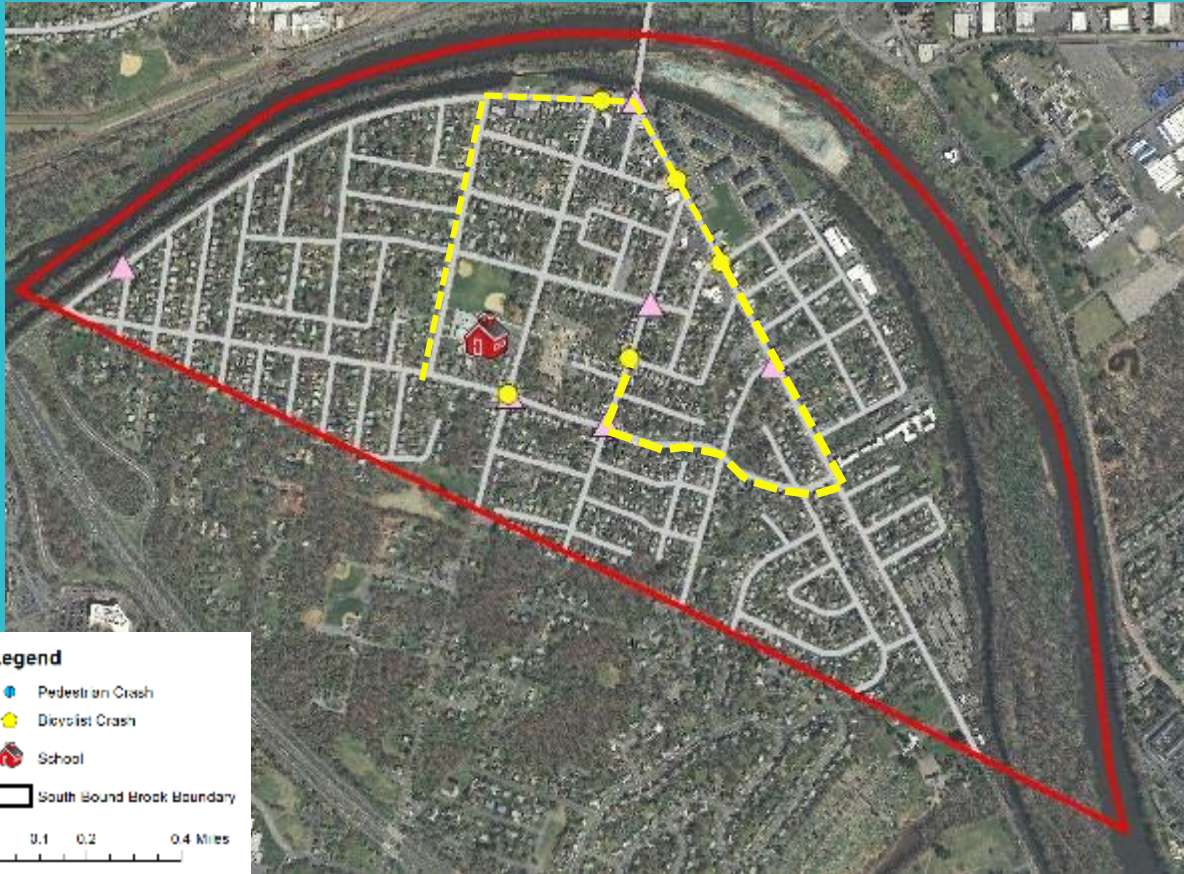 Legend
Pedestrian Crash
Bicyclist Crash
School
South Bound Brook Boundary
0.1 0.2 0.4 Miles